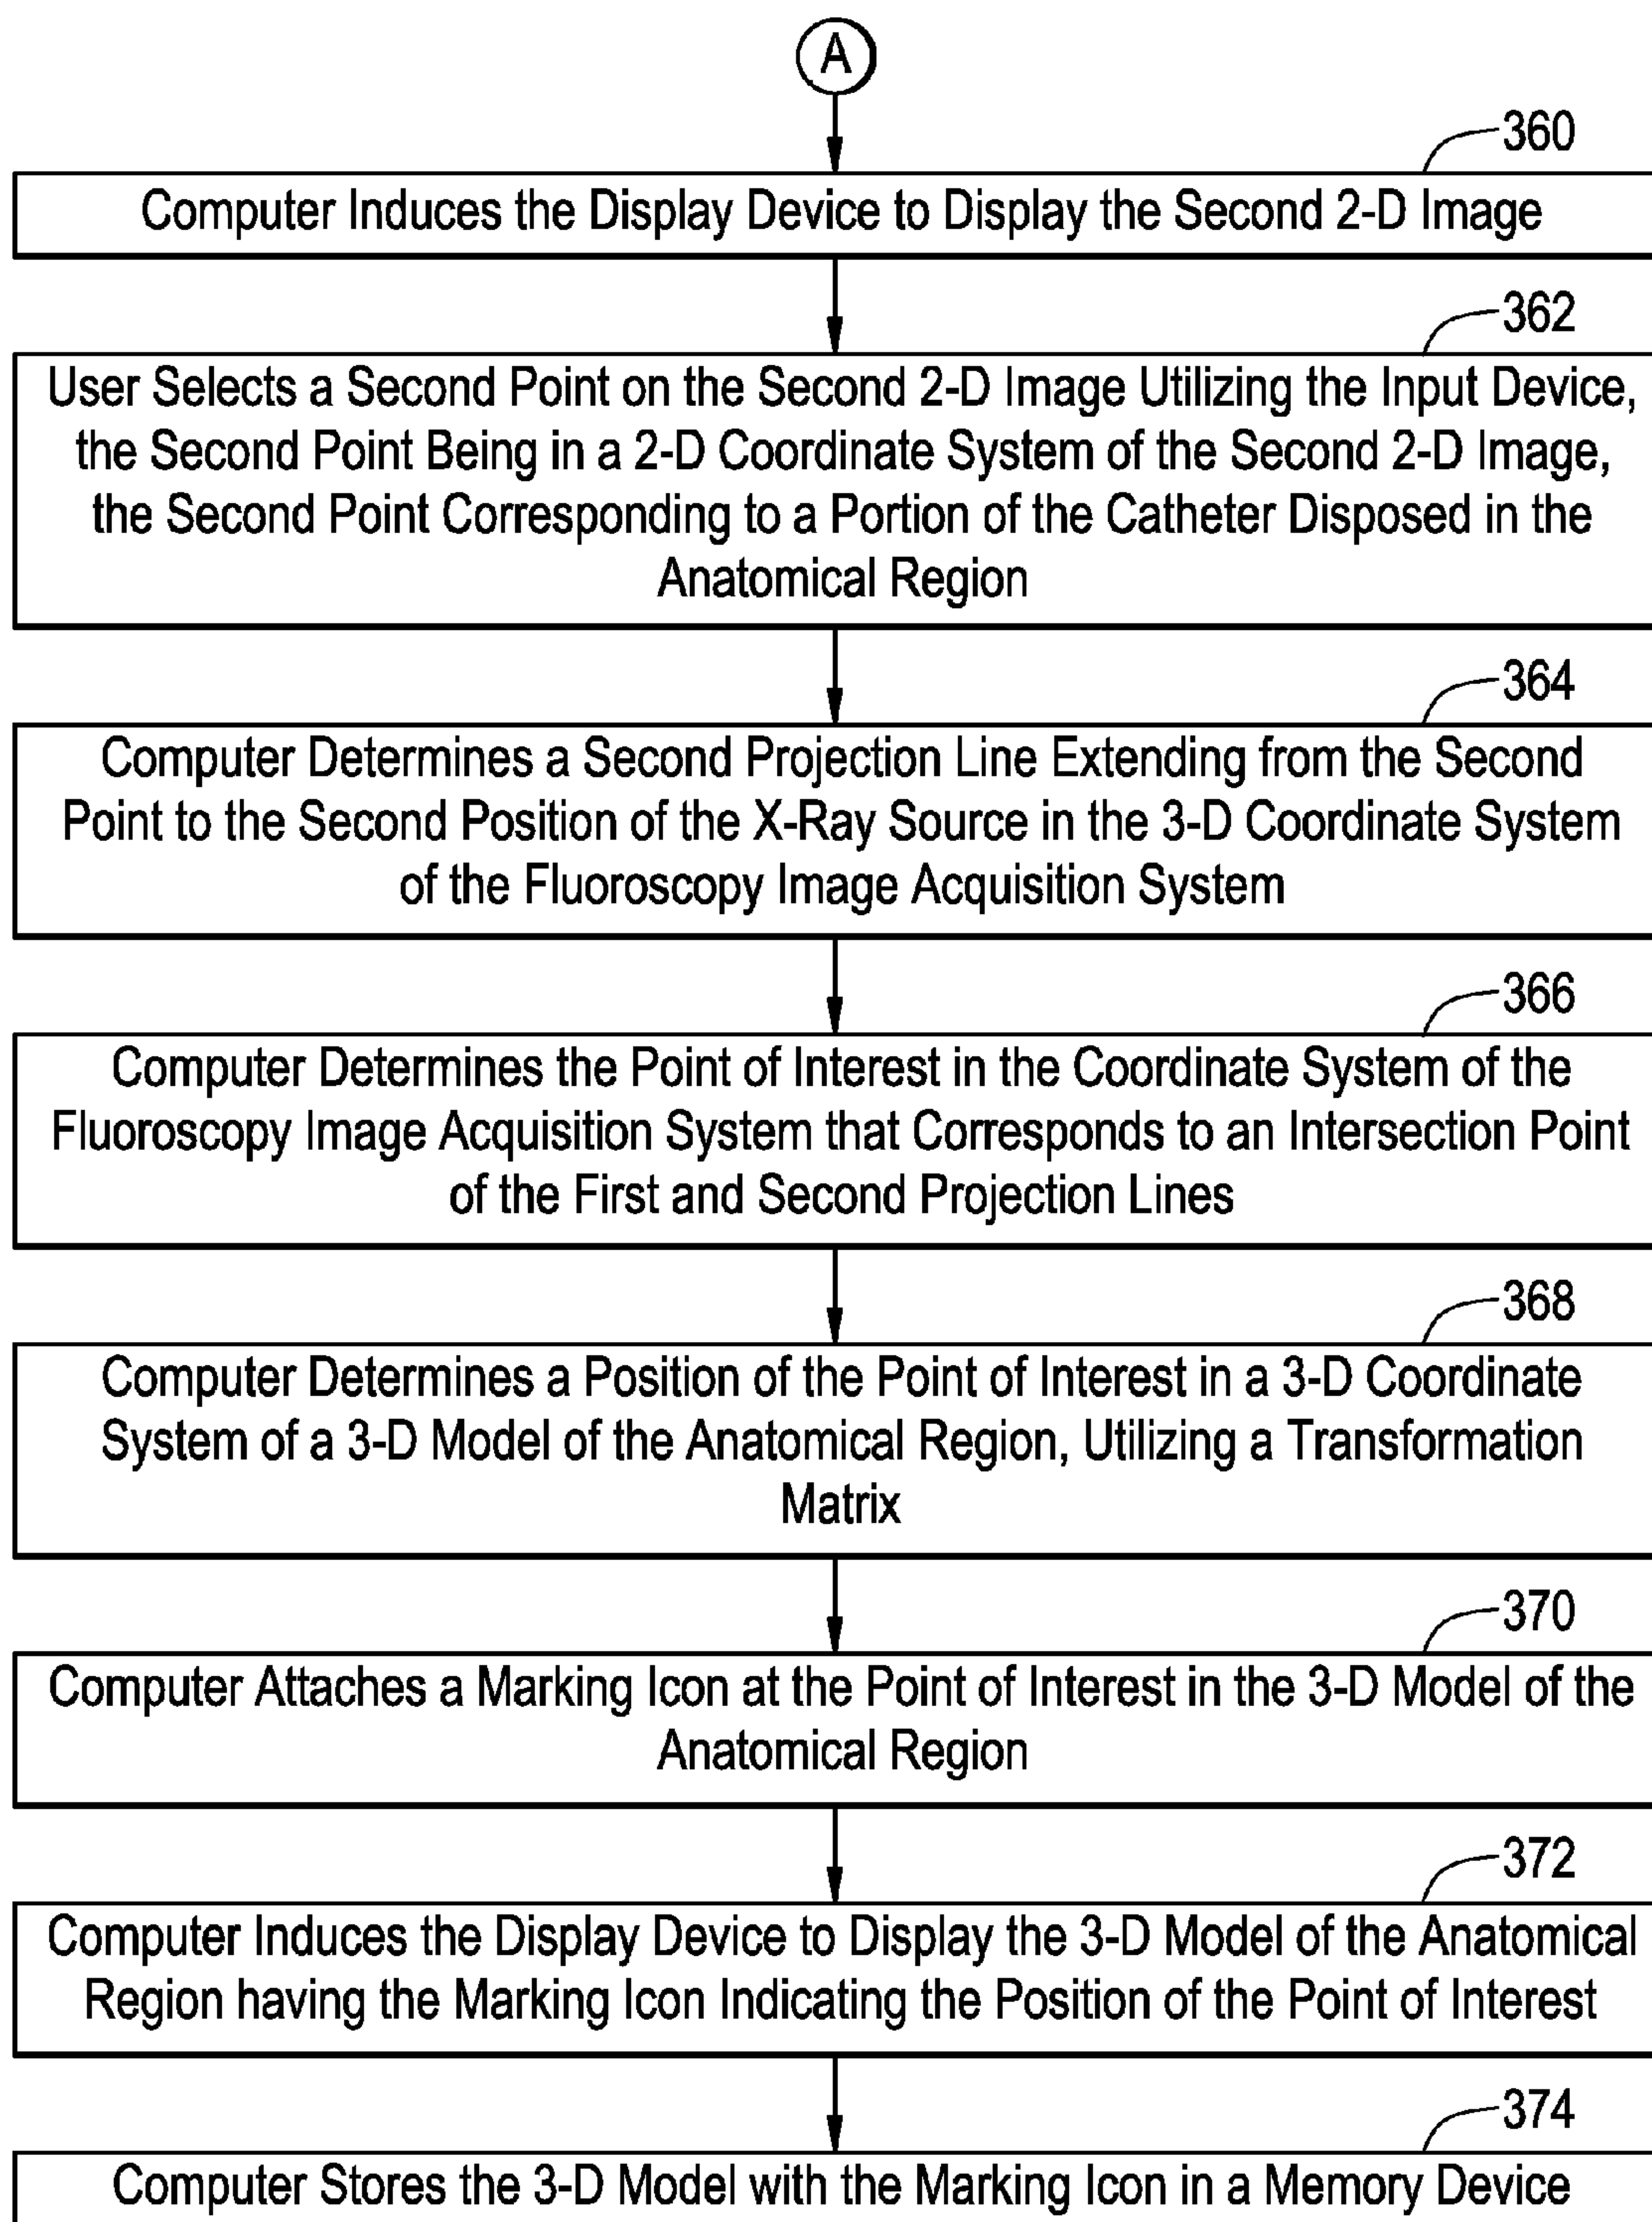 A
360
Computer Induces the Display Device to Display the Second 2-D Image
362
User Selects a Second Point on the Second 2-D Image Utilizing the Input Device,
the Second Point Being in a 2-D Coordinate System of the Second 2-D Image,
the Second Point Corresponding to a Portion of the Catheter Disposed in the
Anatomical Region
364
Computer Determines a Second Projection Line Extending from the Second
Point to the Second Position of the X-Ray Source in the 3-D Coordinate System
of the Fluoroscopy Image Acquisition System
366
Computer Determines the Point of Interest in the Coordinate System of the
Fluoroscopy Image Acquisition System that Corresponds to an Intersection Point
of the First and Second Projection Lines
368
Computer Determines a Position of the Point of Interest in a 3-D Coordinate
System of a 3-D Model of the Anatomical Region, Utilizing a Transformation
Matrix
370
Computer Attaches a Marking Icon at the Point of Interest in the 3-D Model of the
Anatomical Region
372
Computer Induces the Display Device to Display the 3-D Model of the Anatomical
Region having the Marking Icon Indicating the Position of the Point of Interest
374
Computer Stores the 3-D Model with the Marking Icon in a Memory Device